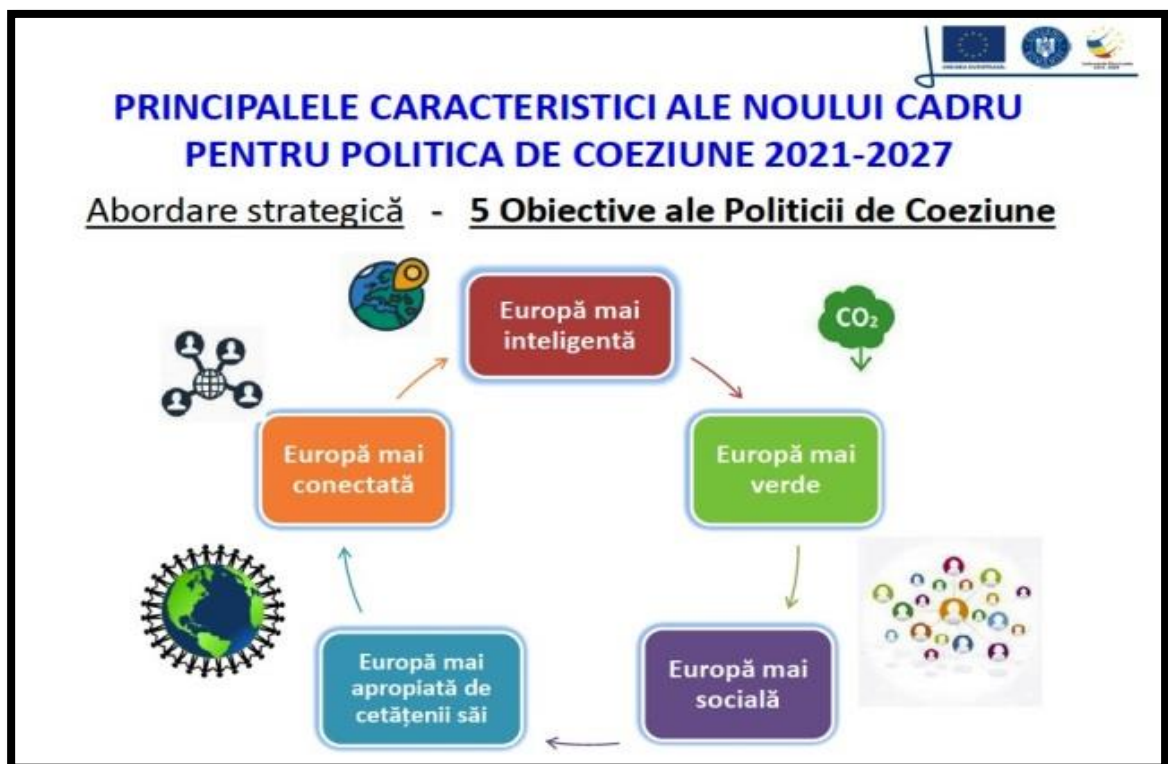 UNIUNEA EUROPEANĂ
PRINCIPALELE CARACTERISTICI ALE NOULUI CADRU
PENTRU POLITICA DE COEZIUNE 2021-2027
Abordare strategică - 5 Obiective ale Politicii de Coeziune
Europă mai
inteligentă
CO₂
Europă mai
conectată
Europă mai
verde
Europă mai
apropiată de
cetățenii săi
Europă mai
socială